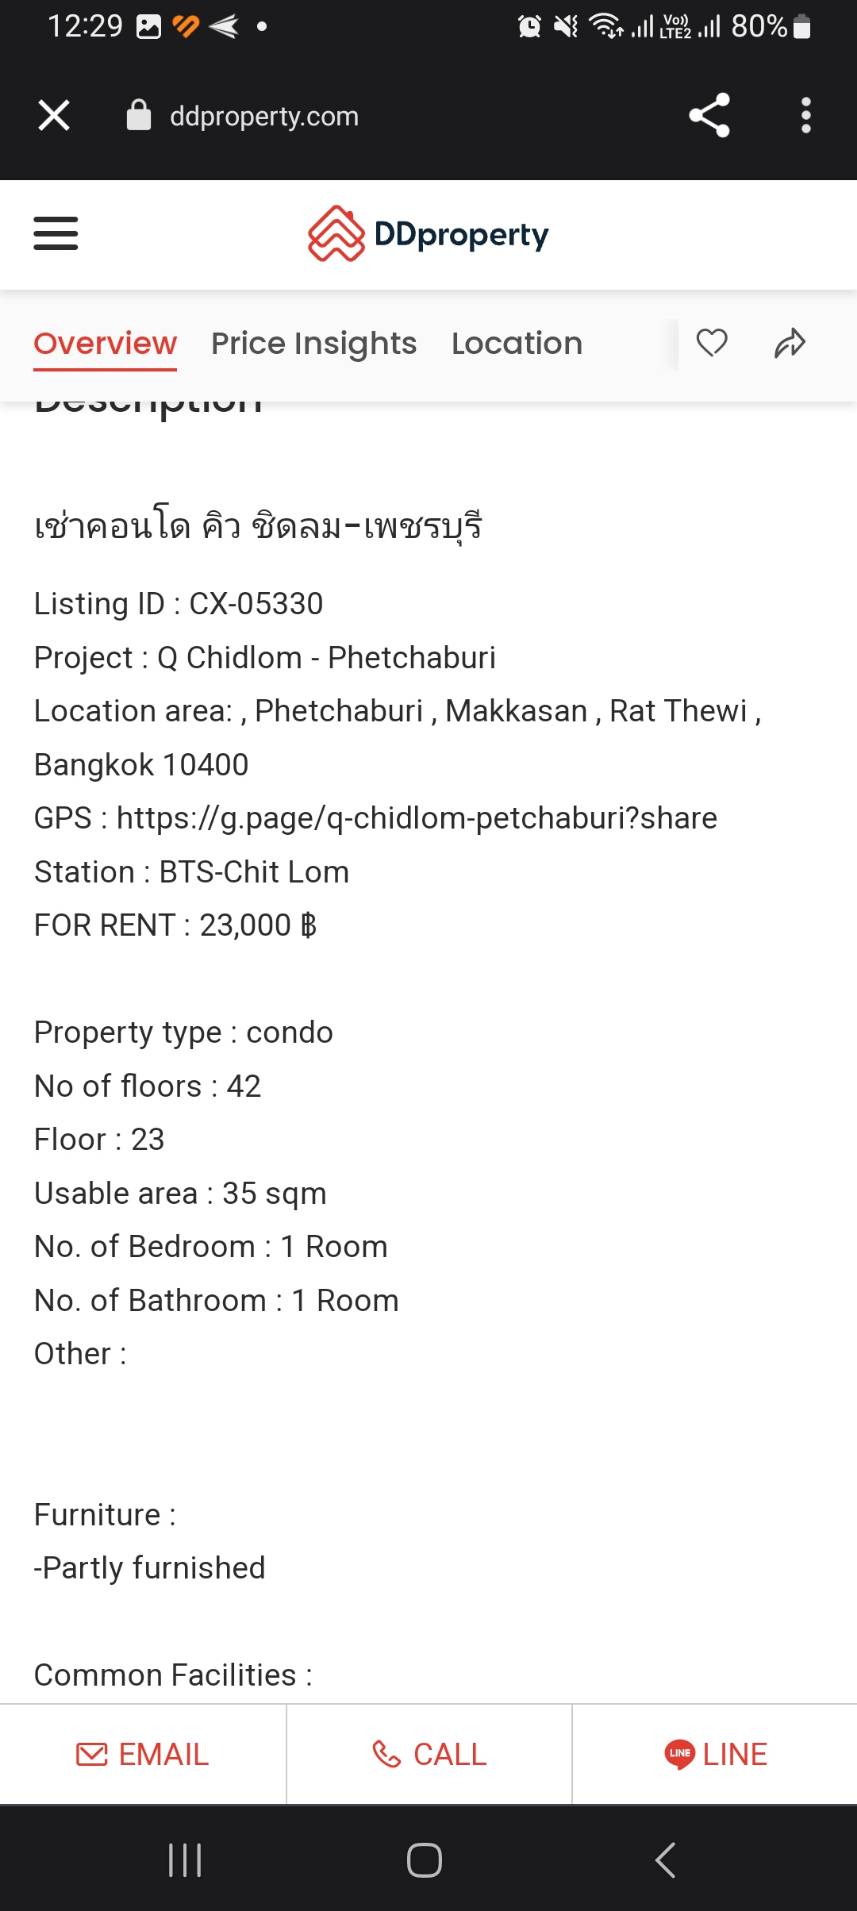 12:29
Vo)) LTE2 80%
ddproperty.com
DDproperty
Overview Price Insights Location
Description
เช่าคอนโด คิว ชิดลม-เพชรบุรี
Listing ID : CX-05330
Project : Q Chidlom - Phetchaburi
Location area: , Phetchaburi , Makkasan , Rat Thewi ,
Bangkok 10400
GPS : https://g.page/q-chidlom-petchaburi?share
Station : BTS-Chit Lom
FOR RENT : 23,000 ฿
Property type : condo
No of floors : 42
Floor : 23
Usable area : 35 sqm
No. of Bedroom : 1 Room
No. of Bathroom : 1 Room
Other :
Furniture :
-Partly furnished
Common Facilities :
EMAIL CALL LINE LINE